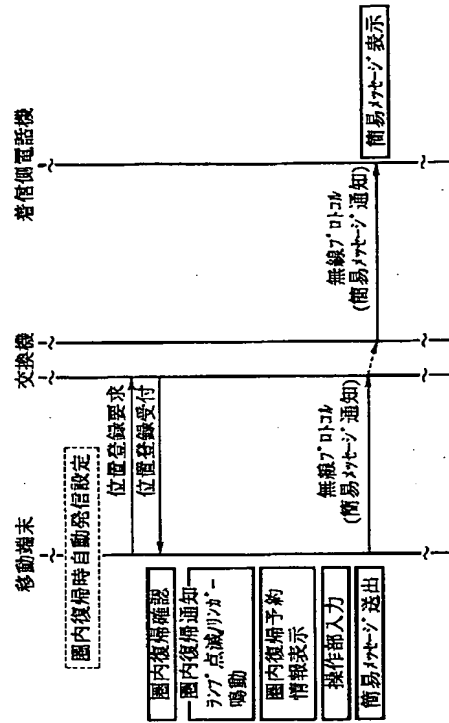 移動端末
交換機
着信側電話機
圏内復帰時自動発信設定
位置登録要求
位置登録受付
圏内復帰確認
圏内復帰通知
ランプ点滅/リンガー
鳴動
圏内復帰予約
情報表示
操作部入力
簡易メッセージ送出
無線プロトコル
(簡易メッセージ通知)
無線プロトコル
(簡易メッセージ通知)
簡易メッセージ表示